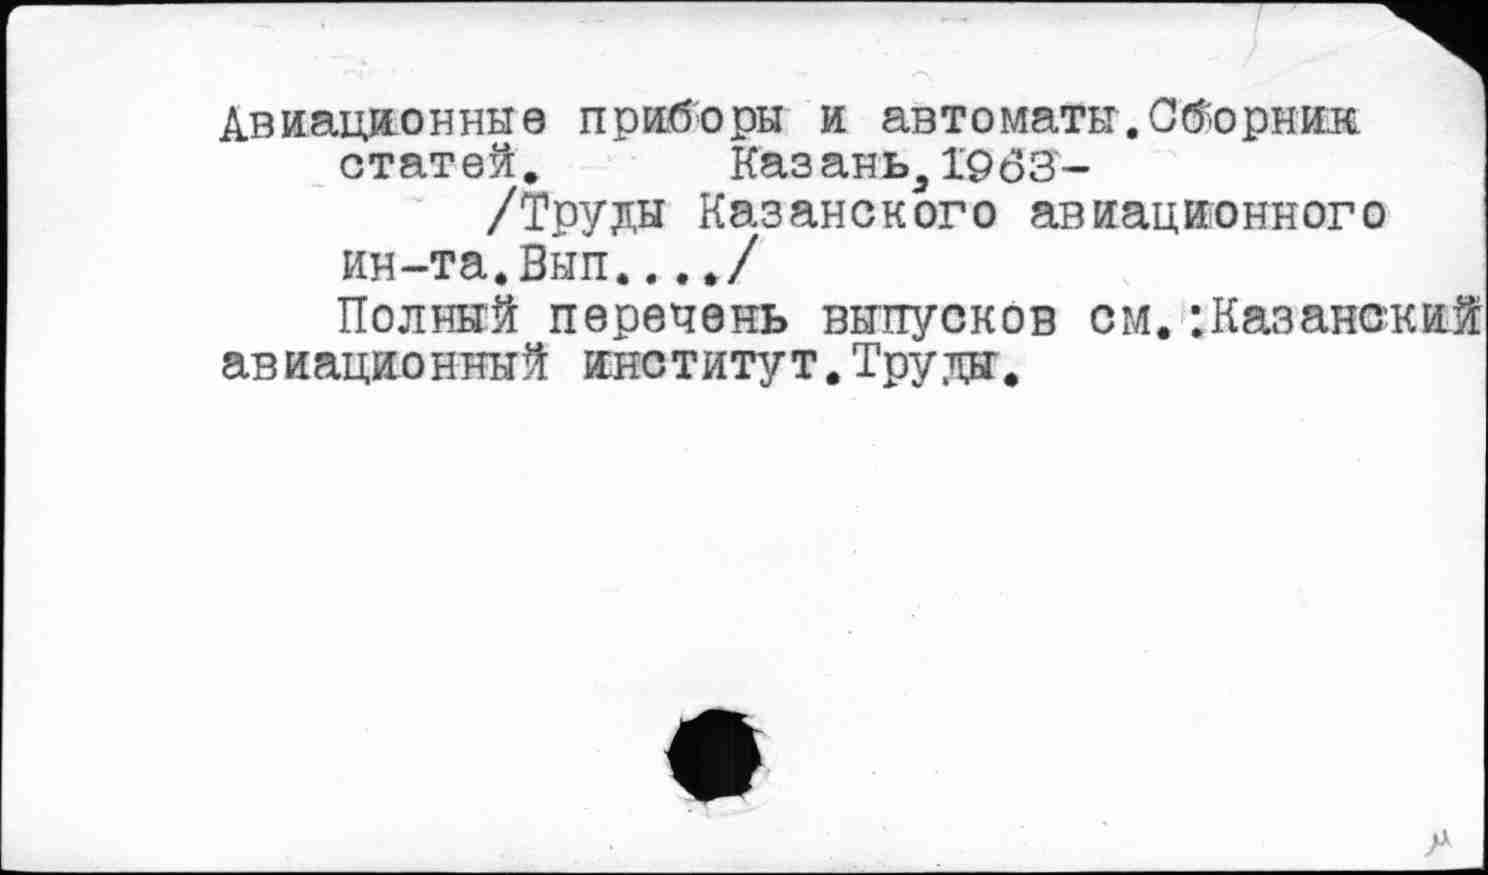 Авиационные приборы и автоматы.Сборник
статей. Казань,1963-
/Труды Казанского авиационного
ин-та.Вып..../
Полный перечень выпусков см.:Казанский
авиационный институт.Труды.